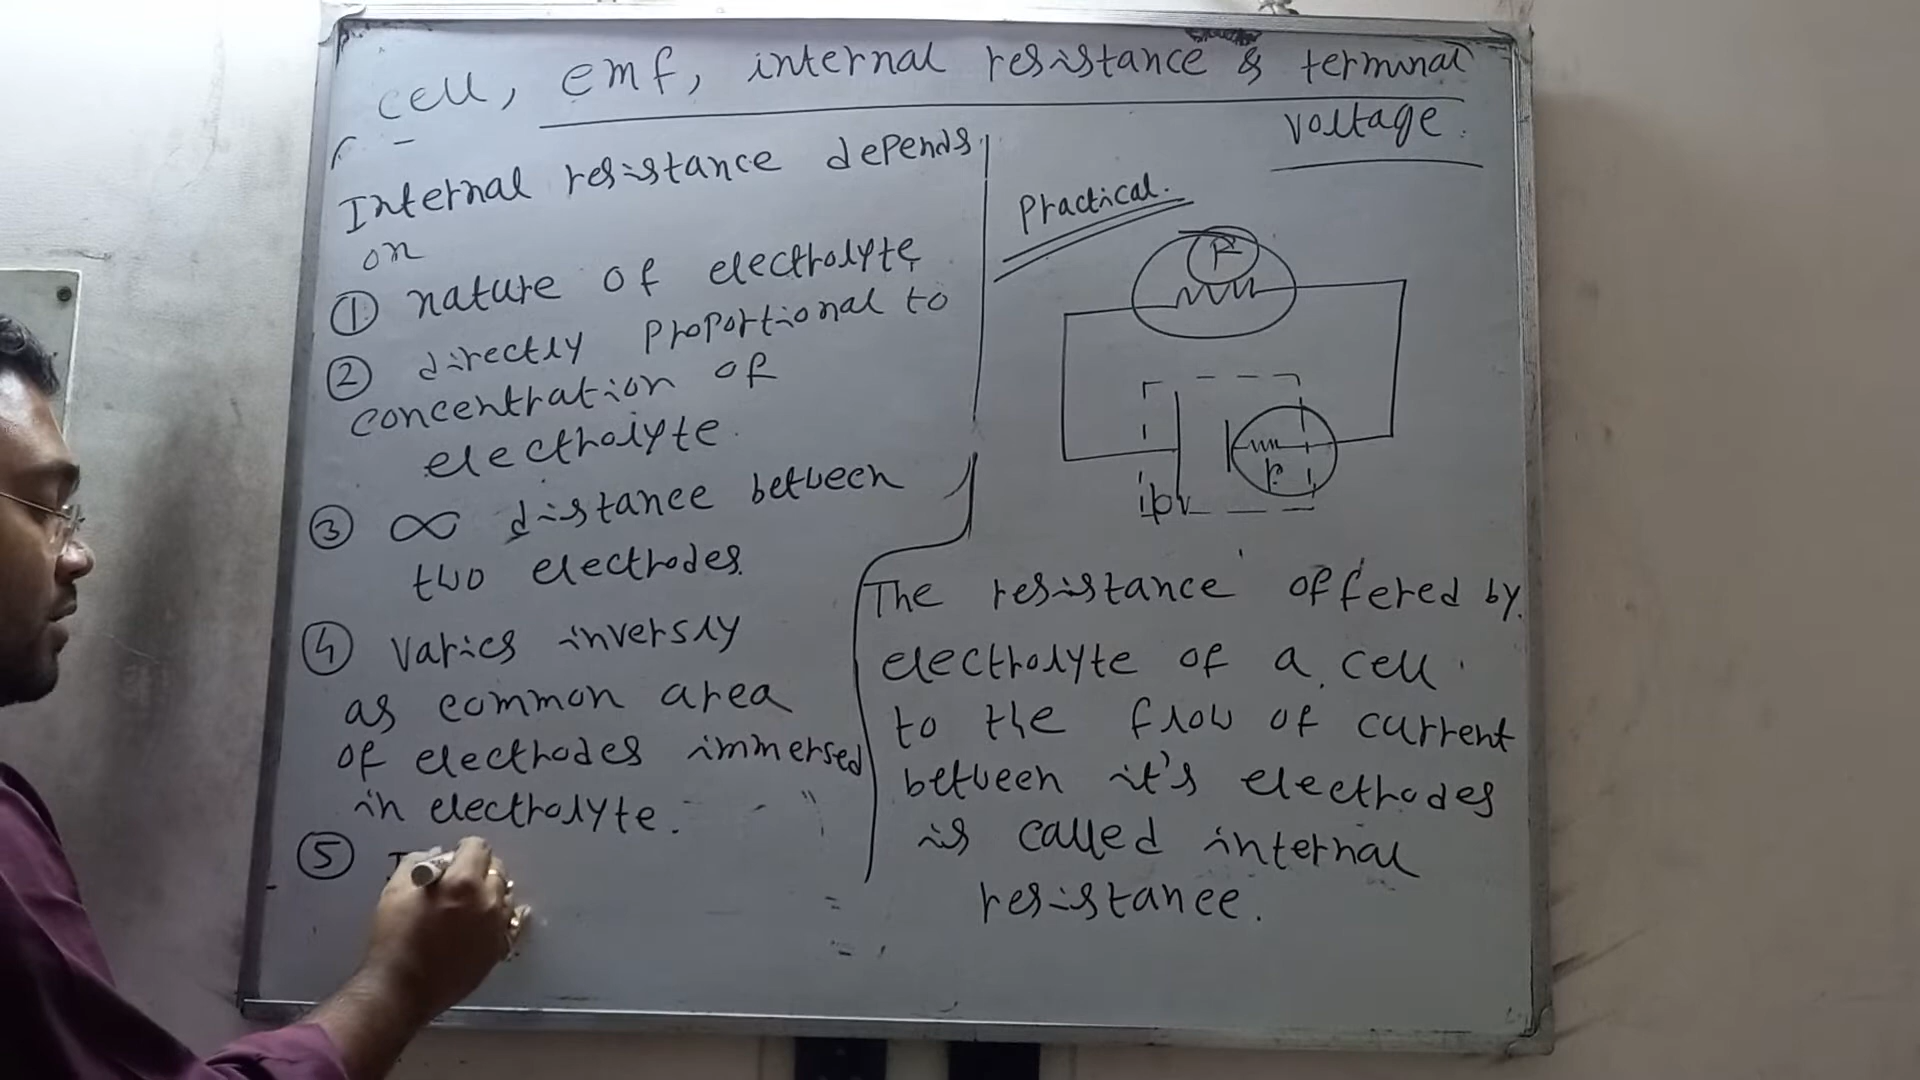 cell, emf, internal resistance & terminal
voltage.
Internal resistance depends
on
① nature of electrolyte
② directly proportional to
concentration of
electrolyte.
③ ∞ distance between
two electrodes.
④ varies inversly
as common area
of electrodes immersed
in electrolyte.
⑤ I
Practical.
R
10V
The resistance offered by
electrolyte of a cell
to the flow of current
between it's electrodes
is called internal
resistance.